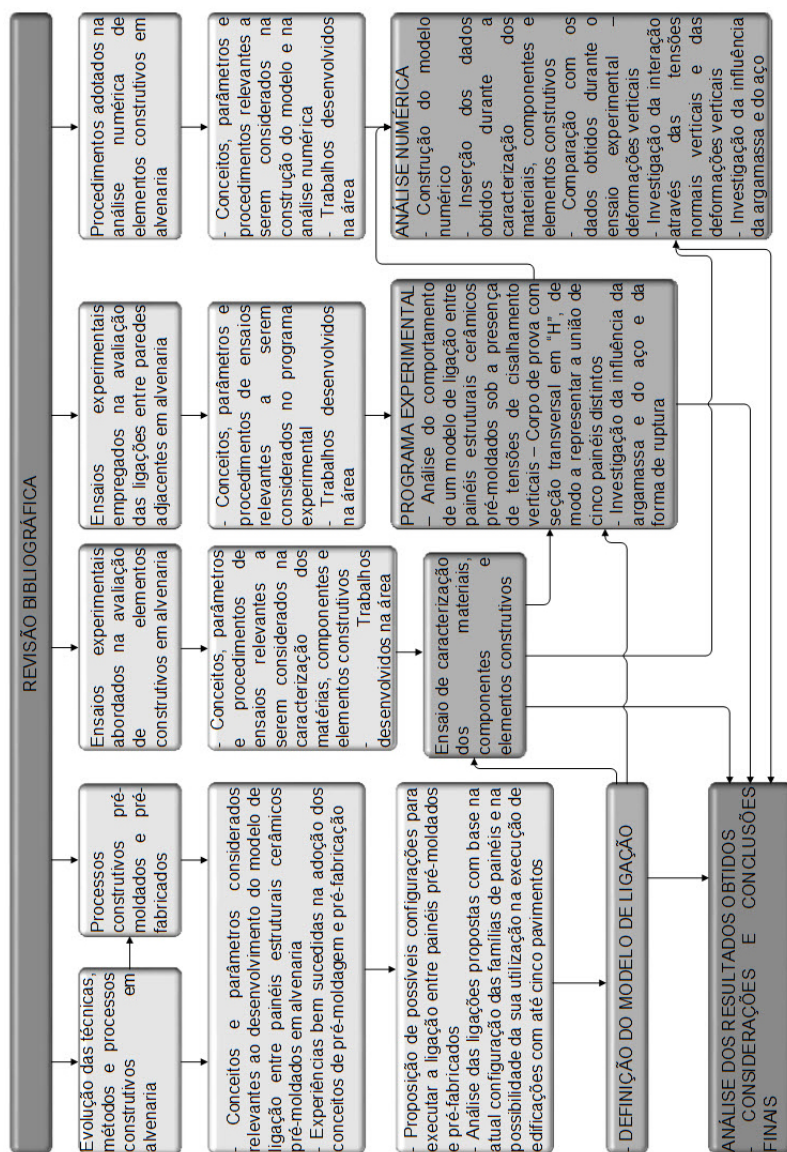 REVISÃO BIBLIOGRÁFICA
Evolução das técnicas,
métodos e processos
construtivos em
alvenaria
Processos
construtivos pré-
moldados e pré-
fabricados
Ensaios experimentais
abordados na avaliação
de elementos
construtivos em alvenaria
Ensaios experimentais
empregados na avaliação
das ligações entre paredes
adjacentes em alvenaria
Procedimentos adotados na
análise numérica de
elementos construtivos em
alvenaria
- Conceitos e parâmetros considerados
relevantes ao desenvolvimento do modelo de
ligação entre painéis estruturais cerâmicos
pré-moldados em alvenaria
- Experiências bem sucedidas na adoção dos
conceitos de pré-moldagem e pré-fabricação
- Conceitos, parâmetros
e procedimentos de
ensaios relevantes a
serem considerados na
caracterização dos
matérias, componentes e
elementos construtivos
- Trabalhos
desenvolvidos na área
- Conceitos, parâmetros e
procedimentos de ensaios
relevantes a serem
considerados no programa
experimental
- Trabalhos desenvolvidos
na área
- Conceitos, parâmetros e
procedimentos relevantes a
serem considerados na
construção do modelo e na
análise numérica
- Trabalhos desenvolvidos
na área
- Proposição de possíveis configurações para
executar a ligação entre painéis pré-moldados
e pré-fabricados
- Análise das ligações propostas com base na
atual configuração das famílias de painéis e na
possibilidade da sua utilização na execução de
edificações com até cinco pavimentos
Ensaio de caracterização
dos materiais,
componentes e
elementos construtivos
PROGRAMA EXPERIMENTAL
– Análise do comportamento
de um modelo de ligação entre
painéis estruturais cerâmicos
pré-moldados sob a presença
de tensões de cisalhamento
verticais – Corpo de prova com
seção transversal em “H”, de
modo a representar a união de
cinco painéis distintos
- Investigação da influência da
argamassa e do aço e da
forma de ruptura
ANÁLISE NUMÉRICA
- Construção do modelo
numérico
- Inserção dos dados
obtidos durante a
caracterização dos
materiais, componentes e
elementos construtivos
- Comparação com os
dados obtidos durante o
ensaio experimental –
deformações verticais
- Investigação da interação
através das tensões
normais verticais e das
deformações verticais
- Investigação da influência
da argamassa e do aço
- DEFINIÇÃO DO MODELO DE LIGAÇÃO
ANÁLISE DOS RESULTADOS OBTIDOS
- CONSIDERAÇÕES E CONCLUSÕES
FINAIS